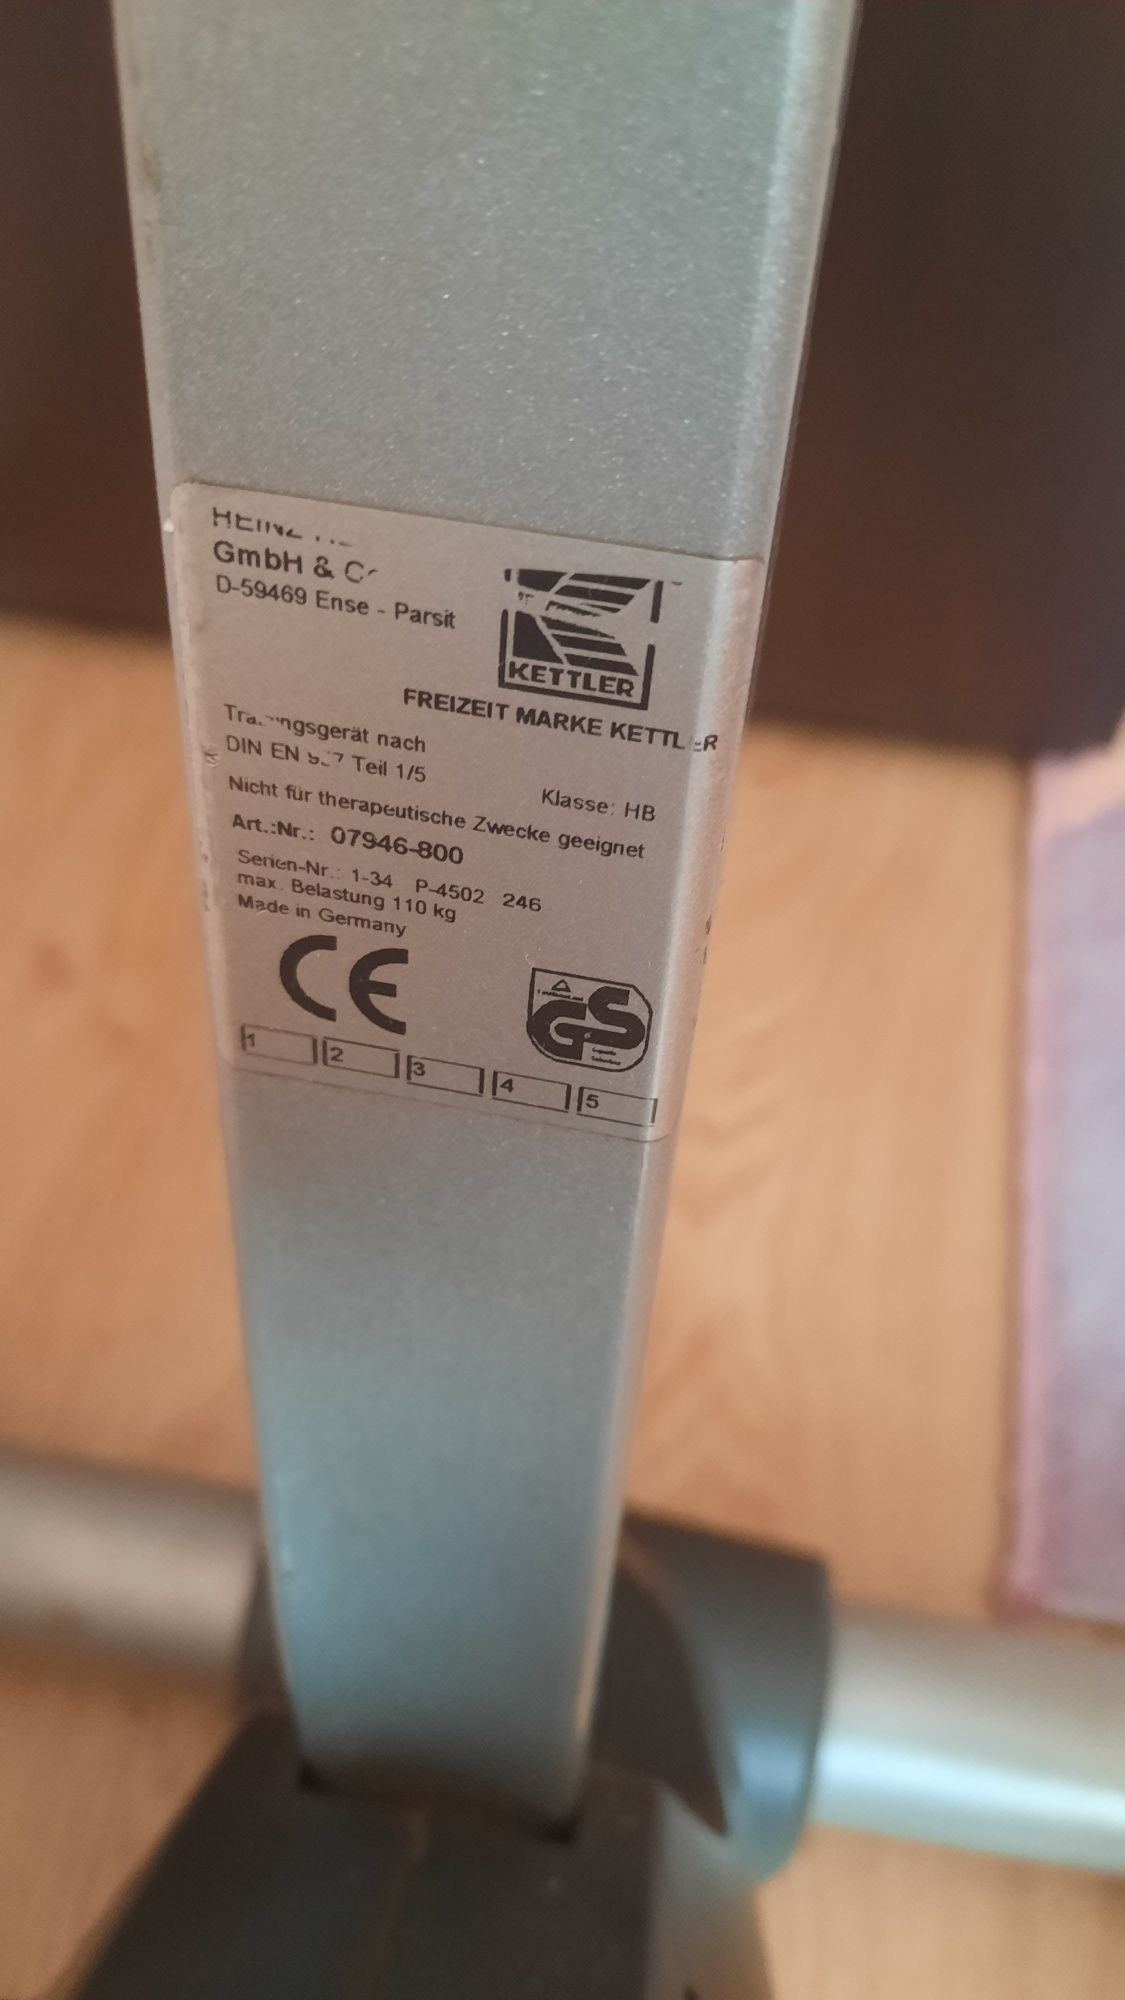 GmbH &
D-59469 Ense - Parsit
KETTLER
FREIZEIT MARKE KETTLER
nach
DIN EN Teil 1/5
Klasse: HB
Nicht für therapeutische Zwecke geeignet
Art.:Nr.: 07946-800
Serien-Nr.: 1-34 P-4502 246
max. Belastung 110 kg
Made in Germany
CE
GS
1 2 3 4 5